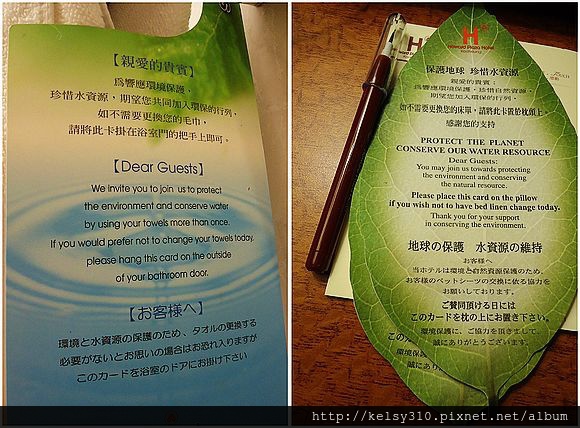 【親愛的貴賓】
為響應環境保護、
珍惜水資源，期望您共同加入環保的行列,
如不需要更換您的毛巾，
請將此卡掛在浴室門的把手上即可。
【Dear Guests】
We invite you to join us to protect
the environment and conserve water
by using your towels more than once.
If you would prefer not to change your towels today,
please hang this card on the outside
of your bathroom door.
【お客様へ】
環境と水資源の保護のため、タオルの更換する
必要がないとお思いの場合はお恐れ入りますが
このカードを浴室のドアにお掛け下さい
H
Howard Plaza Hotel
Kaohsiung
保護地球 珍惜水資源
親愛的貴賓：
為響應環境保護、珍惜自然資源,
期望您加入環保的行列,
如不需要更換您的床單，請將此卡置於枕頭上。
感謝您的支持
PROTECT THE PLANET
CONSERVE OUR WATER RESOURCE
Dear Guests:
You may join us towards protecting
the environment and conserving
the natural resource.
Please place this card on the pillow
if you wish not to have bed linen change today.
Thank you for your support
in conserving the environment.
地球の保護 水資源の維持
お客様へ
当ホテルは環境と自然資源保護のため、
お客様のベットシーツの交換に依る協力を
お願いしております。
ご賛同頂ける日には
このカードを枕の上にお置き下さい。
環境保護に、ご協力を頂きまして、
誠にありがとうございます。
http://kelsy310.pixnet.net/album